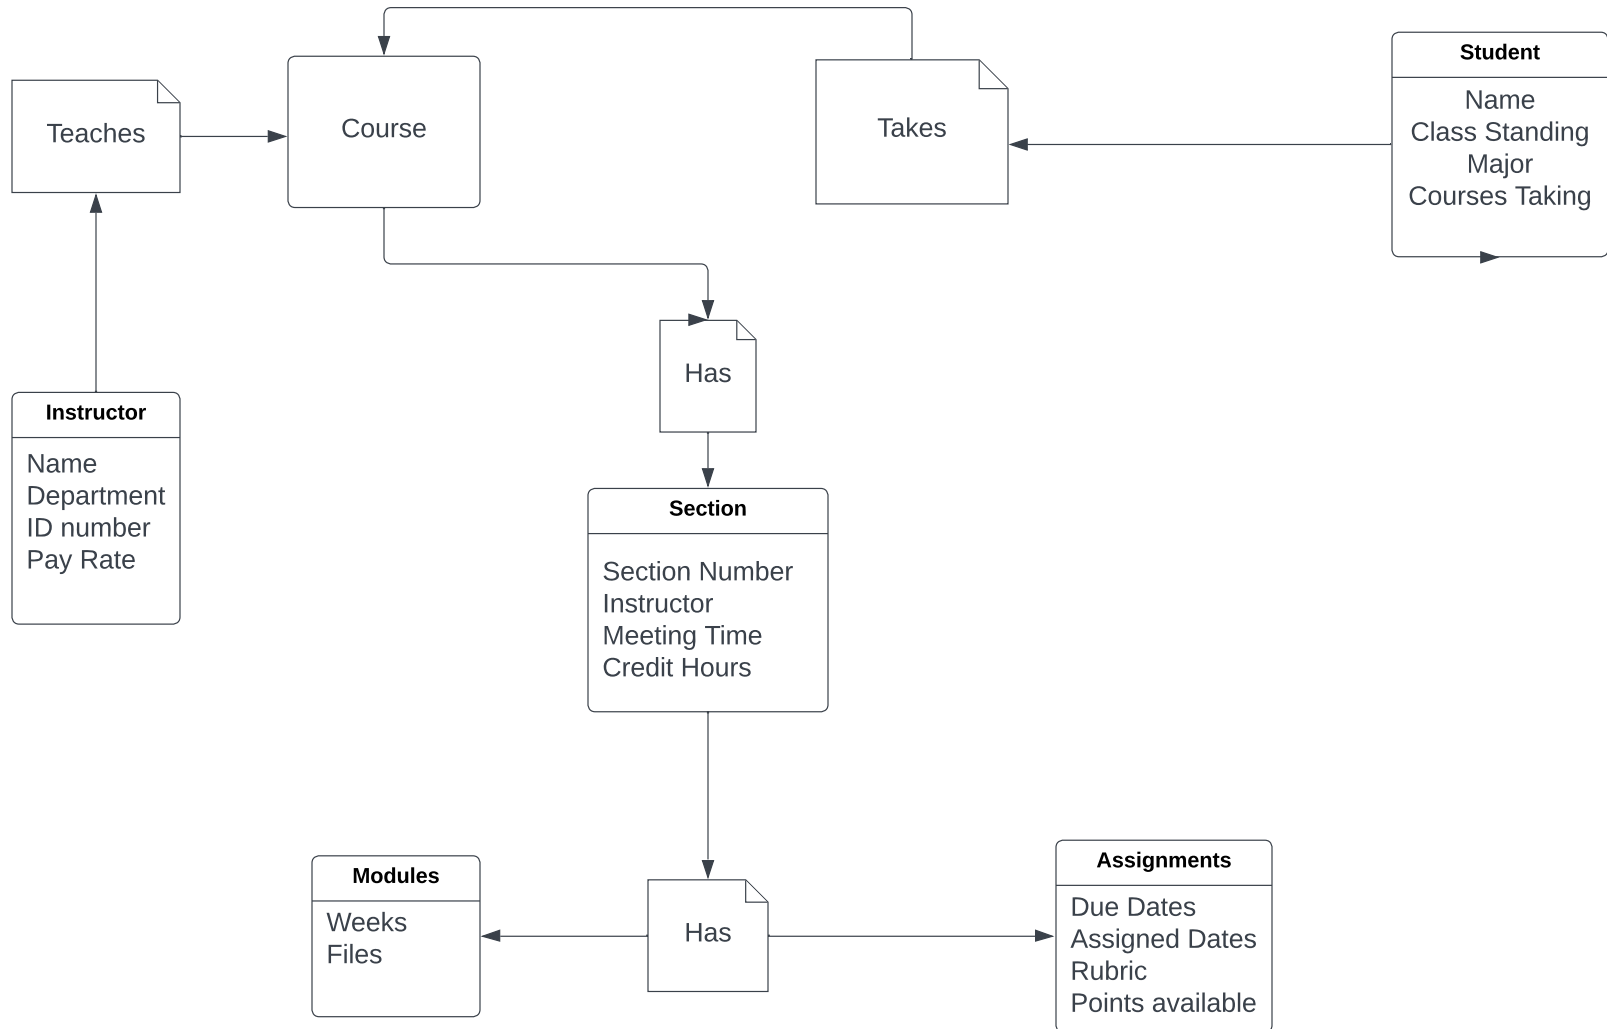 Teaches
Course
Takes
Student
Name
Class Standing
Major
Courses Taking
Has
Instructor
Name
Department
ID number
Pay Rate
Section
Section Number
Instructor
Meeting Time
Credit Hours
Modules
Weeks
Files
Has
Assignments
Due Dates
Assigned Dates
Rubric
Points available